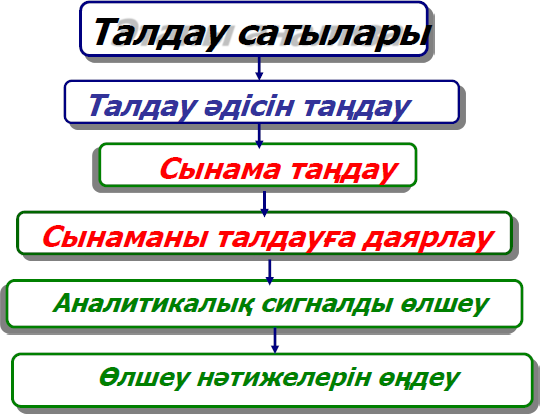 Талдау сатылары
Талдау әдісін таңдау
Сынама таңдау
Сынаманы талдауға даярлау
Аналитикалық сигналды өлшеу
Өлшеу нәтижелерін өңдеу